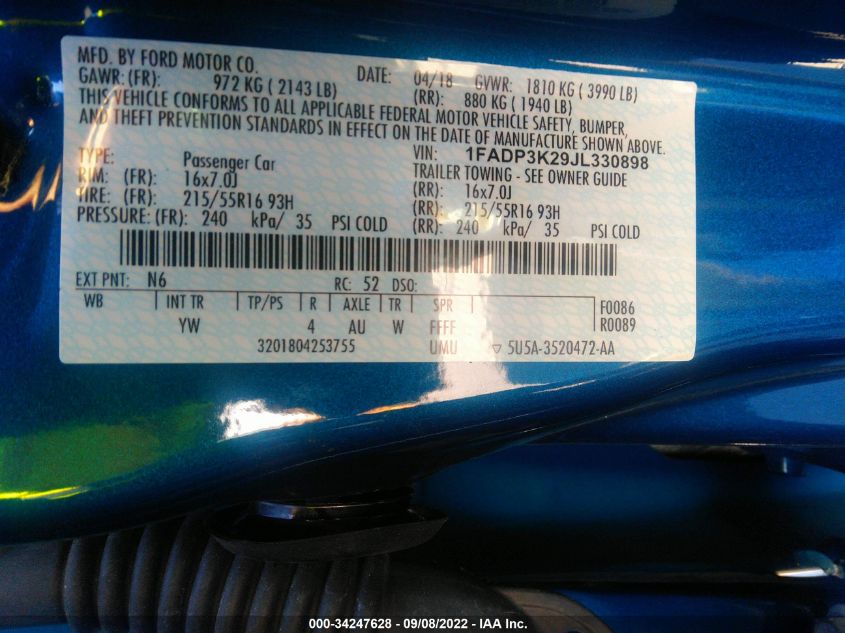 MFD. BY FORD MOTOR CO.
DATE: 04/18 GVWR: 1810 KG ( 3990 LB)
GAWR: (FR): 972 KG ( 2143 LB) (RR): 880 KG ( 1940 LB)
THIS VEHICLE CONFORMS TO ALL APPLICABLE FEDERAL MOTOR VEHICLE SAFETY, BUMPER,
AND THEFT PREVENTION STANDARDS IN EFFECT ON THE DATE OF MANUFACTURE SHOWN ABOVE.
VIN: 1FADP3K29JL330898
TYPE: Passenger Car TRAILER TOWING - SEE OWNER GUIDE
RIM: (FR): 16x7.0J (RR): 16x7.0J
TIRE: (FR): 215/55R16 93H (RR): 215/55R16 93H
PRESSURE: (FR): 240 kPa/ 35 PSI COLD (RR): 240 kPa/ 35 PSI COLD
EXT PNT: N6 RC: 52 DSO:
WB INT TR TP/PS R AXLE TR SPR F0086
YW 4 AU W FFFF R0089
3201804253755 UMU ▽ 5U5A-3520472-AA
000-34247628 - 09/08/2022 - IAA Inc.